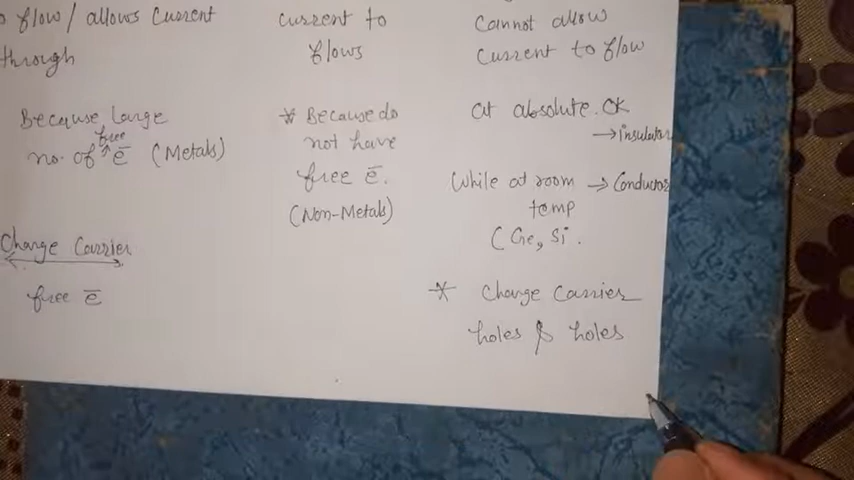 o flow / allows Current
through
Because Large
free
no. of ē (Metals)
Charge Carrier
free ē
Current to
flows
* Because do
not have
free ē.
(Non-Metals)
Cannot allow
Current to flow
at absolute OK
→ insulator
While at room → Conductor
temp
(Ge, Si.
* Charge Carrier
holes & holes